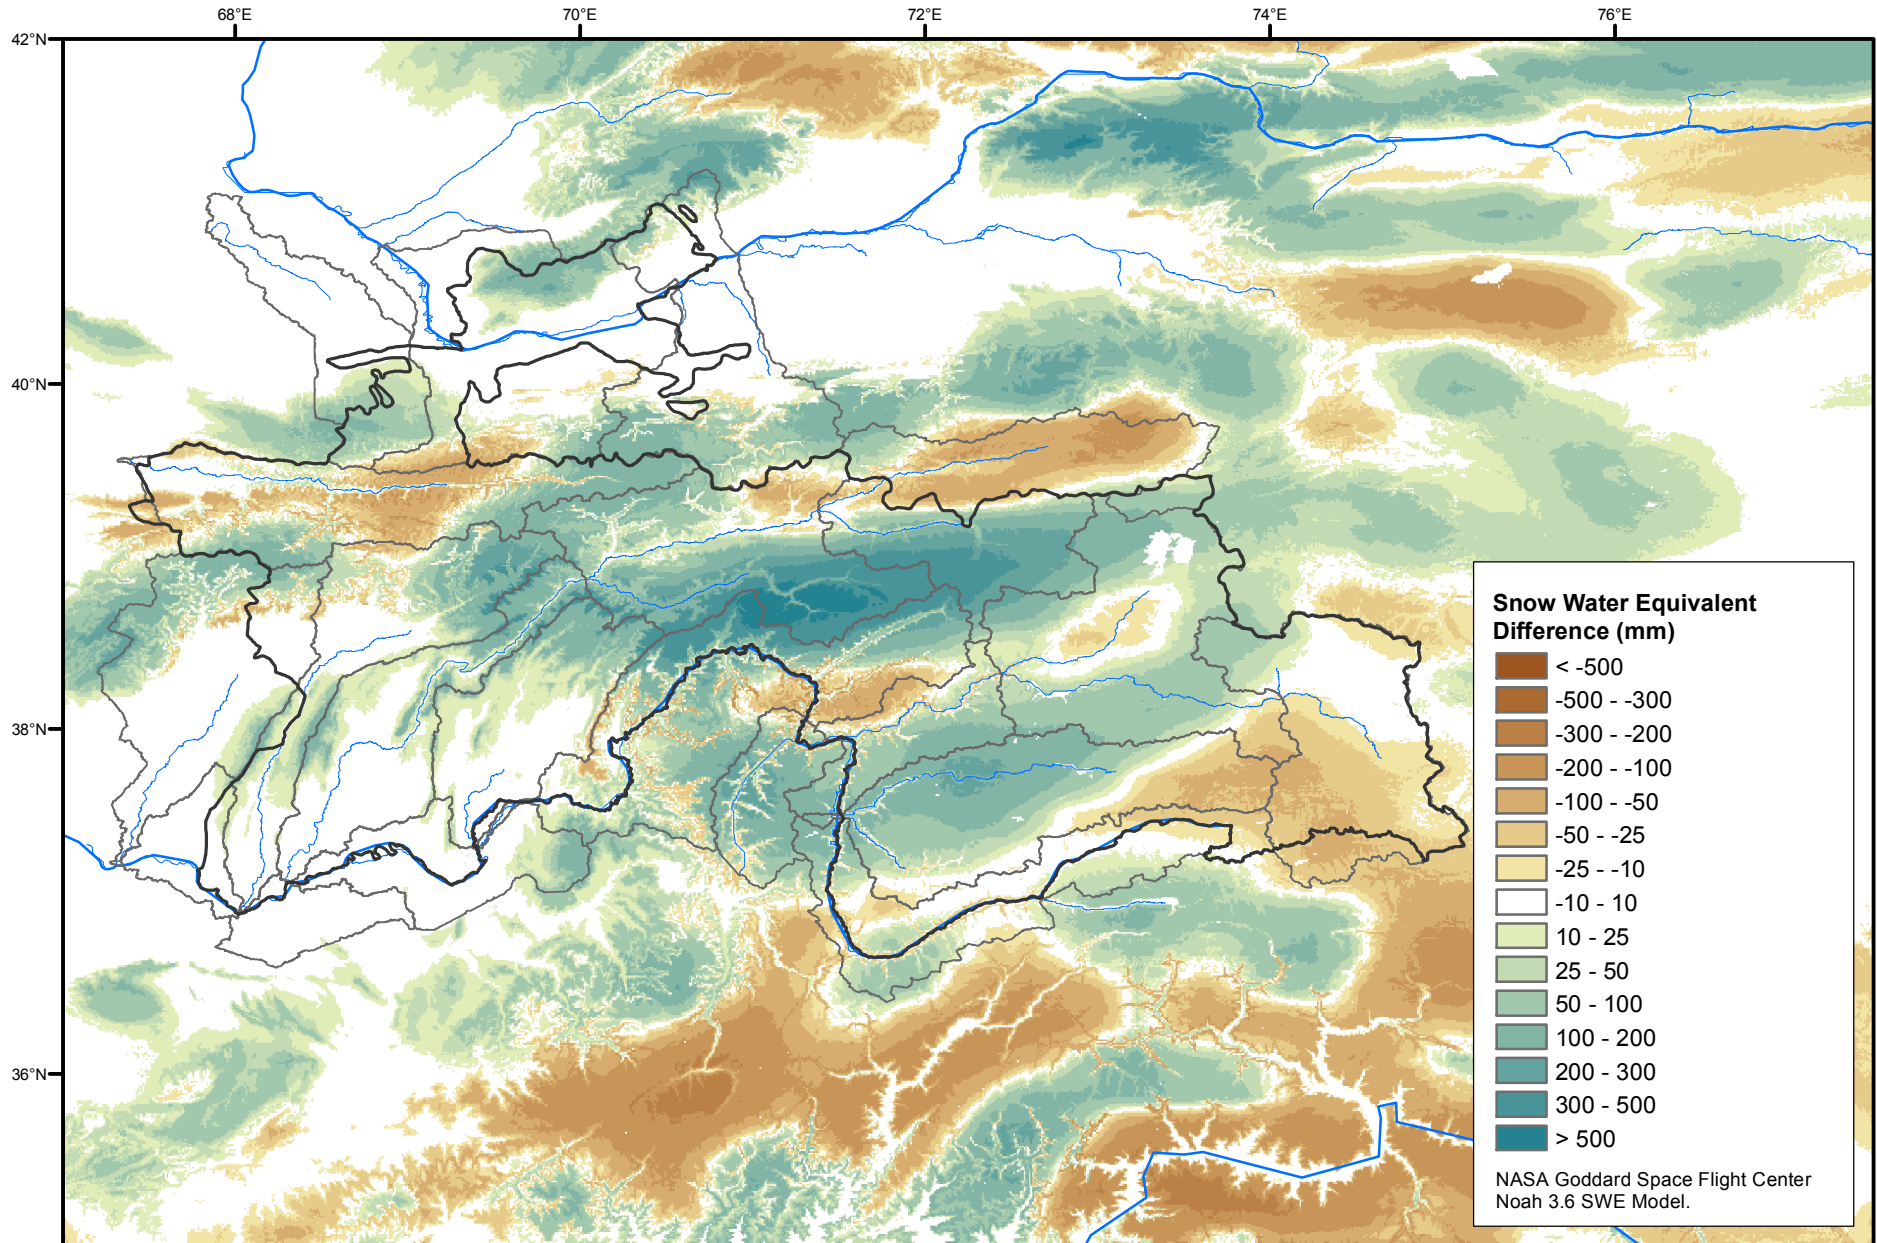 68°E
70°E
72°E
74°E
76°E
42°N
40°N
38°N
36°N
Snow Water Equivalent
Difference (mm)
< -500
-500 - -300
-300 - -200
-200 - -100
-100 - -50
-50 - -25
-25 - -10
-10 - 10
10 - 25
25 - 50
50 - 100
100 - 200
200 - 300
300 - 500
> 500
NASA Goddard Space Flight Center
Noah 3.6 SWE Model.